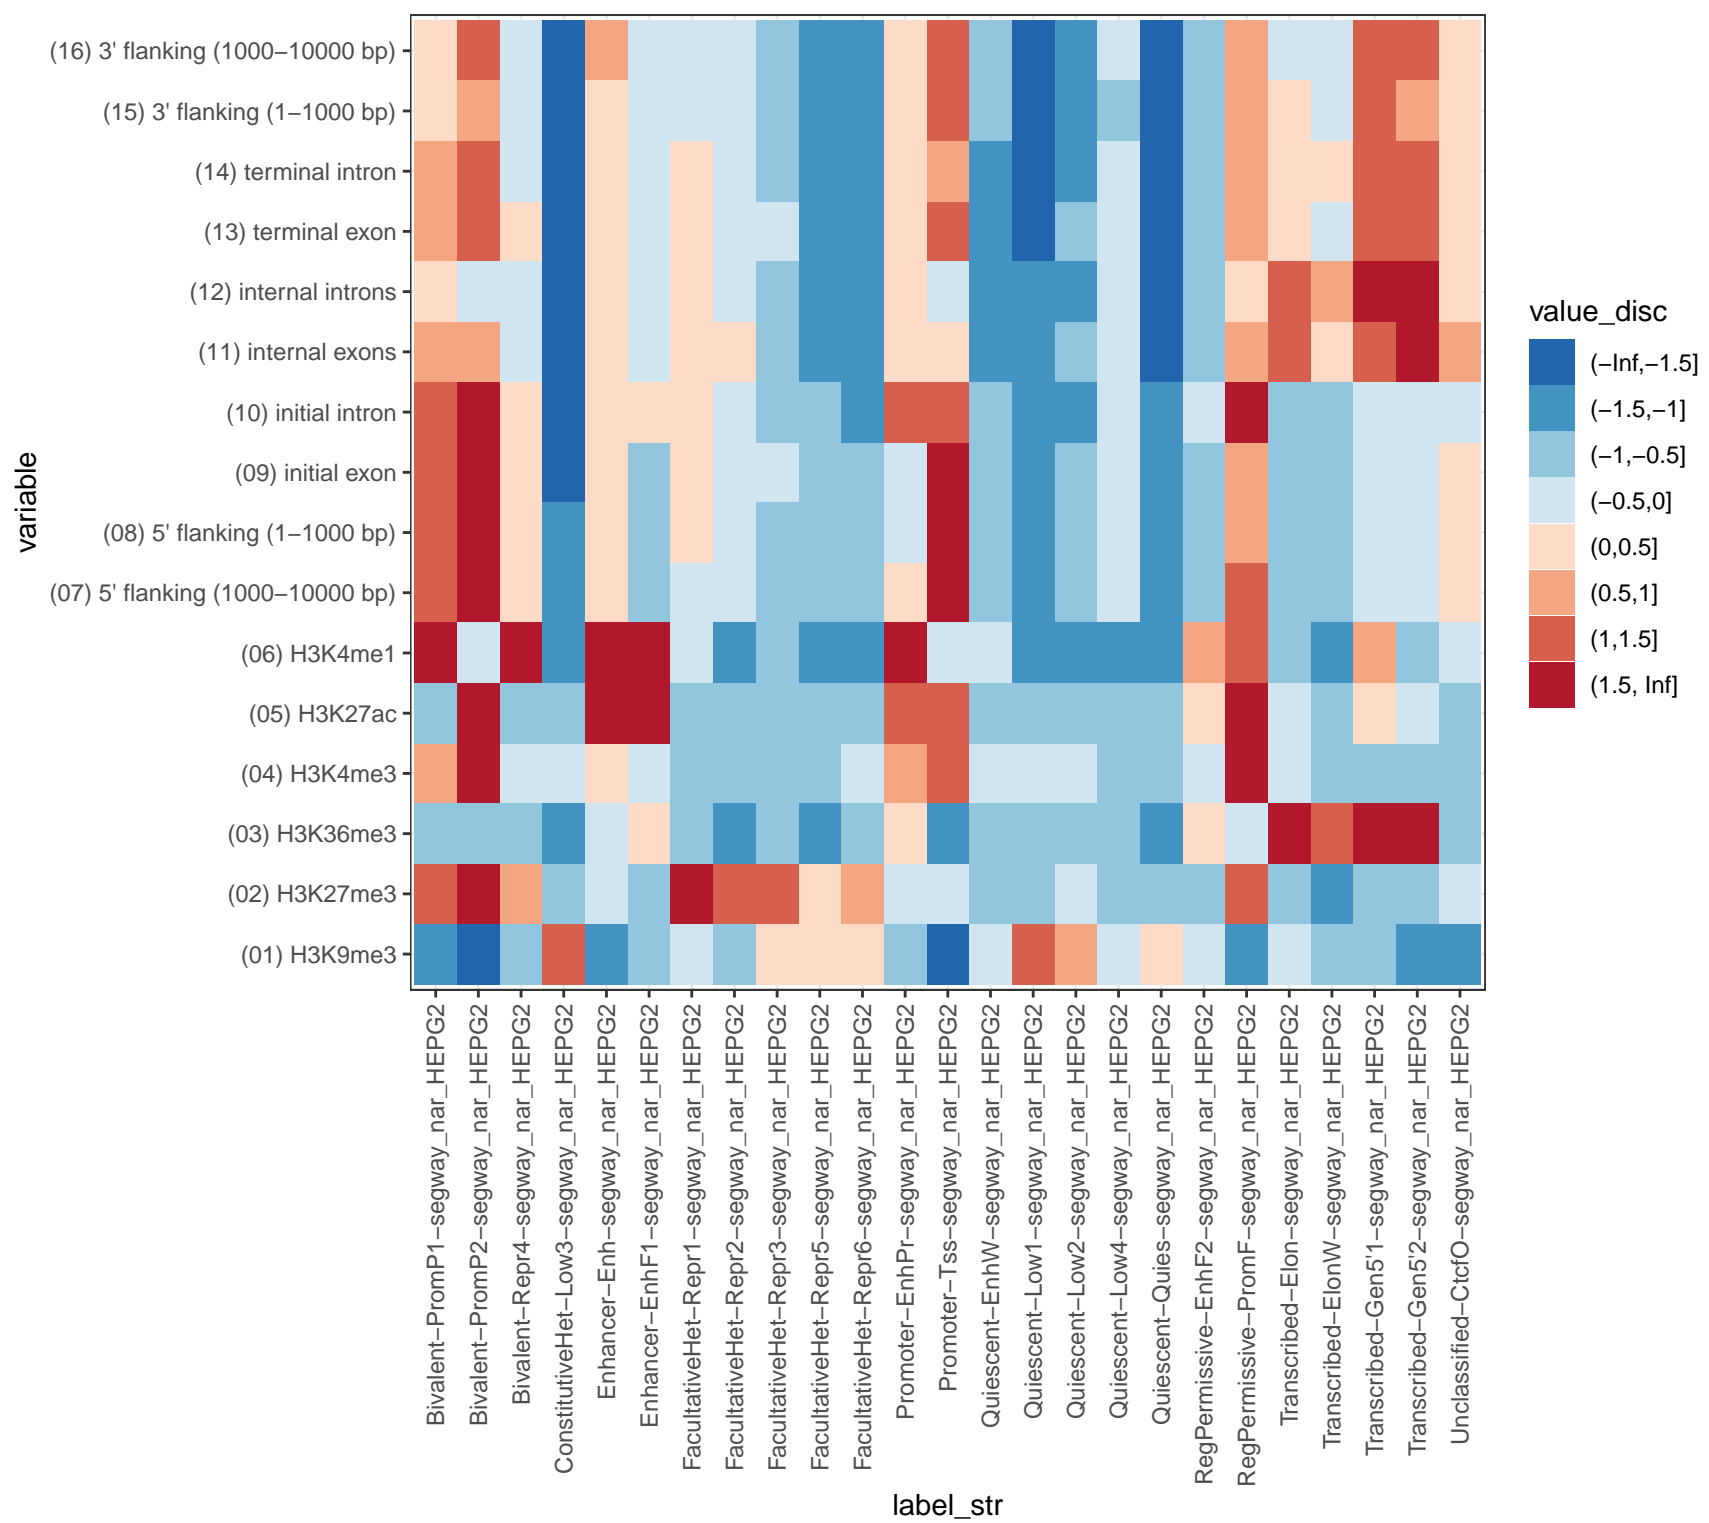 (16) 3' flanking (1000−10000 bp)
(15) 3' flanking (1−1000 bp)
(14) terminal intron
(13) terminal exon
(12) internal introns
(11) internal exons
(10) initial intron
(09) initial exon
(08) 5' flanking (1−1000 bp)
(07) 5' flanking (1000−10000 bp)
(06) H3K4me1
(05) H3K27ac
(04) H3K4me3
(03) H3K36me3
(02) H3K27me3
(01) H3K9me3
variable
Bivalent−PromP1−segway_nar_HEPG2
Bivalent−PromP2−segway_nar_HEPG2
Bivalent−Repr4−segway_nar_HEPG2
ConstitutiveHet−Low3−segway_nar_HEPG2
Enhancer−Enh−segway_nar_HEPG2
Enhancer−EnhF1−segway_nar_HEPG2
FacultativeHet−Repr1−segway_nar_HEPG2
FacultativeHet−Repr2−segway_nar_HEPG2
FacultativeHet−Repr3−segway_nar_HEPG2
FacultativeHet−Repr5−segway_nar_HEPG2
FacultativeHet−Repr6−segway_nar_HEPG2
Promoter−EnhPr−segway_nar_HEPG2
Promoter−Tss−segway_nar_HEPG2
Quiescent−EnhW−segway_nar_HEPG2
Quiescent−Low1−segway_nar_HEPG2
Quiescent−Low2−segway_nar_HEPG2
Quiescent−Low4−segway_nar_HEPG2
Quiescent−Quies−segway_nar_HEPG2
RegPermissive−EnhF2−segway_nar_HEPG2
RegPermissive−PromF−segway_nar_HEPG2
Transcribed−Elon−segway_nar_HEPG2
Transcribed−ElonW−segway_nar_HEPG2
Transcribed−Gen5'1−segway_nar_HEPG2
Transcribed−Gen5'2−segway_nar_HEPG2
Unclassified−CtcfO−segway_nar_HEPG2
label_str
value_disc
(−Inf,−1.5]
(−1.5,−1]
(−1,−0.5]
(−0.5,0]
(0,0.5]
(0.5,1]
(1,1.5]
(1.5, Inf]